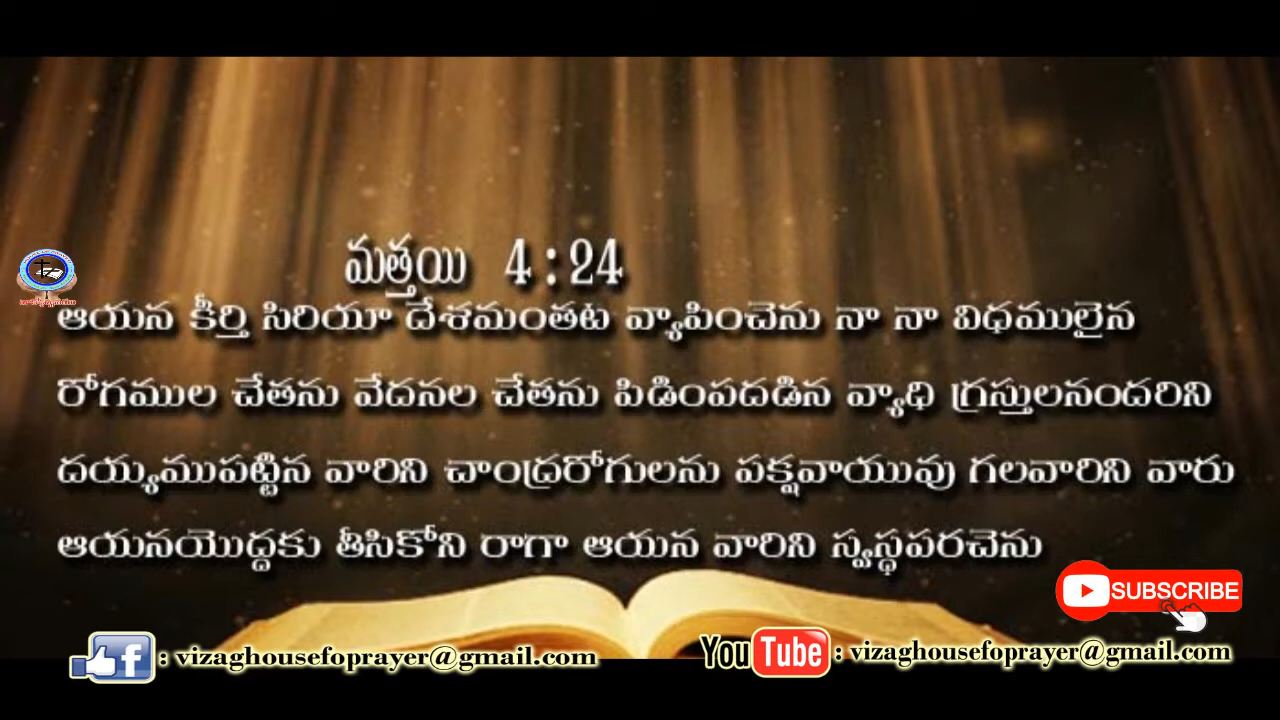 మత్తయి 4 : 24
ఆయన కీర్తి సిరియా దేశమంతట వ్యాపించెను నా నా విధములైన
రోగముల చేతను వేదనల చేతను పిడింపదడిన వ్యాధి గ్రస్తులనందరిని
దయ్యముపట్టిన వారిని చాంద్రరోగులను పక్షవాయువు గలవారిని వారు
ఆయనయొద్దకు తీసికోని రాగా ఆయన వారిని స్వస్థపరచెను
SUBSCRIBE
f : vizaghousefoprayer@gmail.com
You Tube : vizaghousefoprayer@gmail.com